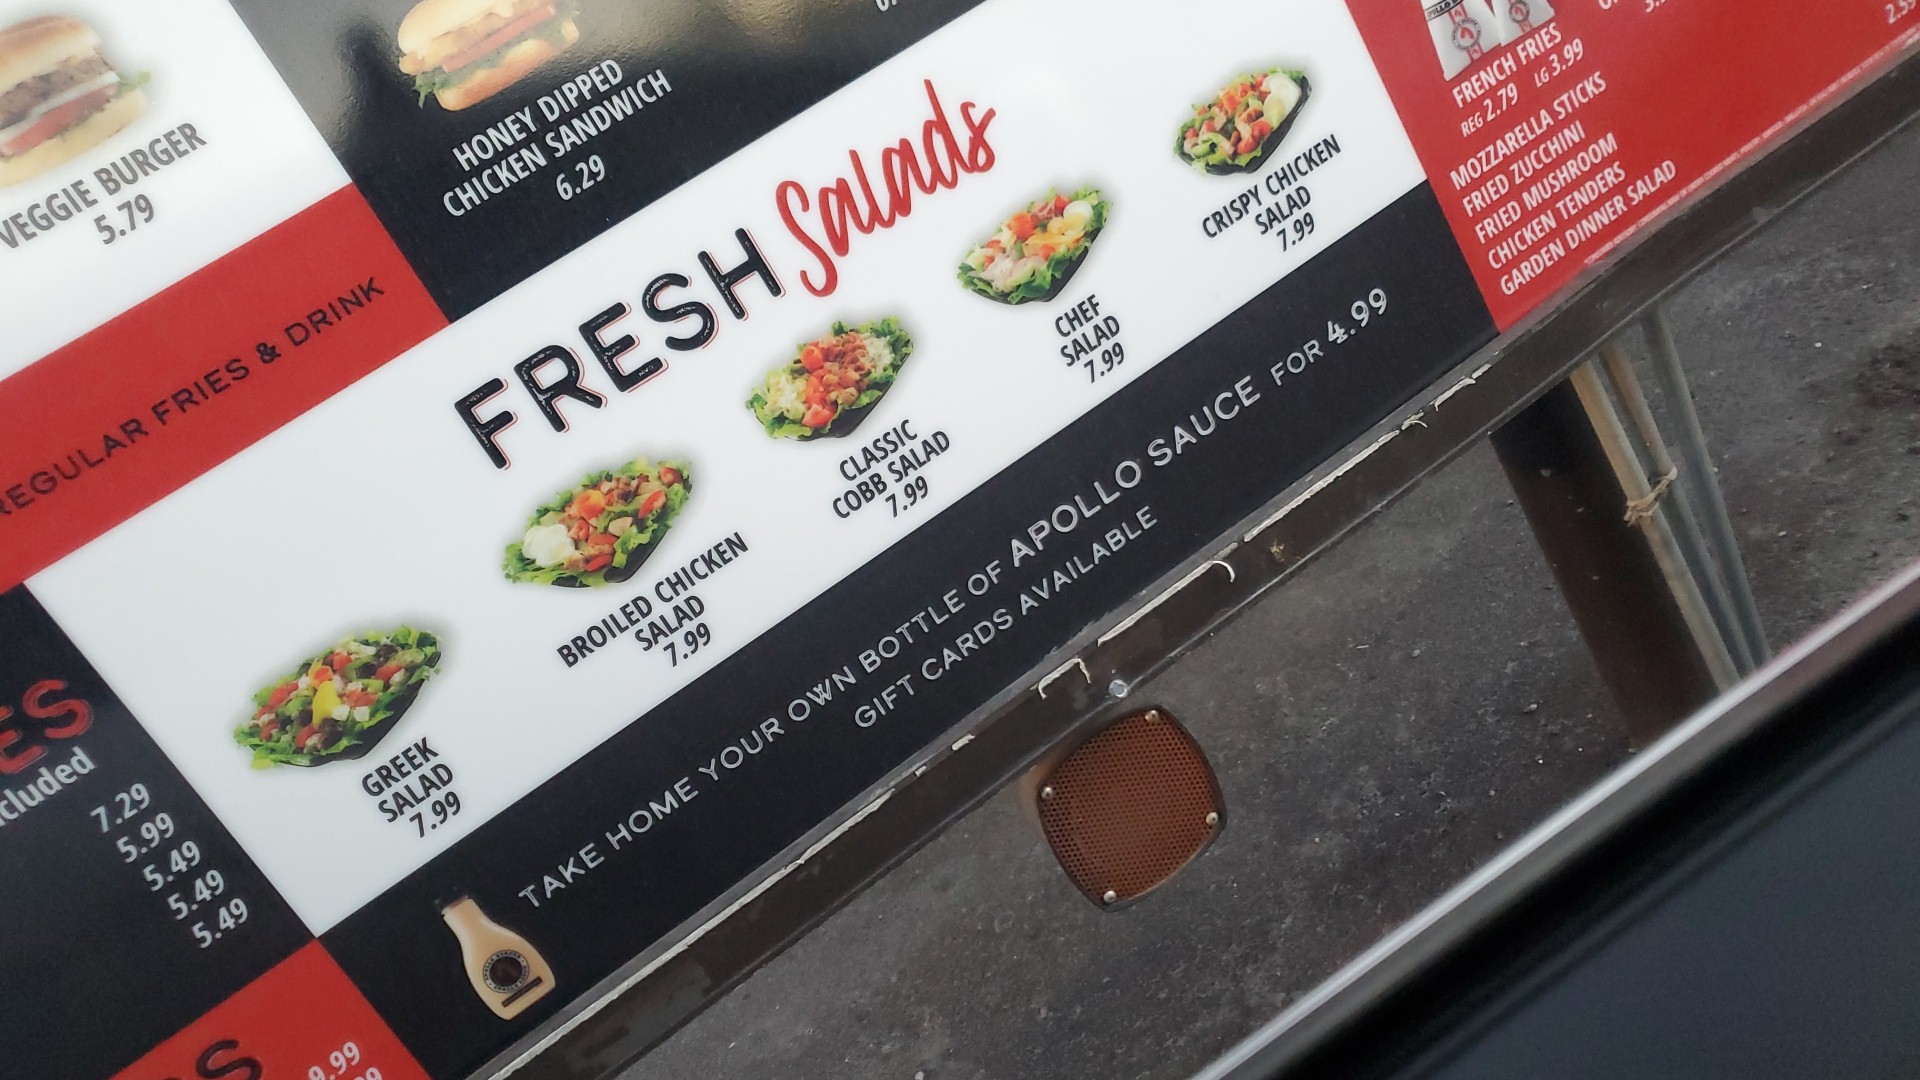 VEGGIE BURGER
5.79
REGULAR FRIES & DRINK
HONEY DIPPED
CHICKEN SANDWICH
6.29
FRESH Salads
GREEK
SALAD
7.99
BROILED CHICKEN
SALAD
7.99
CLASSIC
COBB SALAD
7.99
CHEF
SALAD
7.99
CRISPY CHICKEN
SALAD
7.99
TAKE HOME YOUR OWN BOTTLE OF APOLLO SAUCE FOR 4.99
GIFT CARDS AVAILABLE
FRENCH FRIES
REG 2.79 LG 3.99
MOZZARELLA STICKS
FRIED ZUCCHINI
FRIED MUSHROOM
CHICKEN TENDERS
GARDEN DINNER SALAD
7.29
5.99
5.49
5.49
5.49